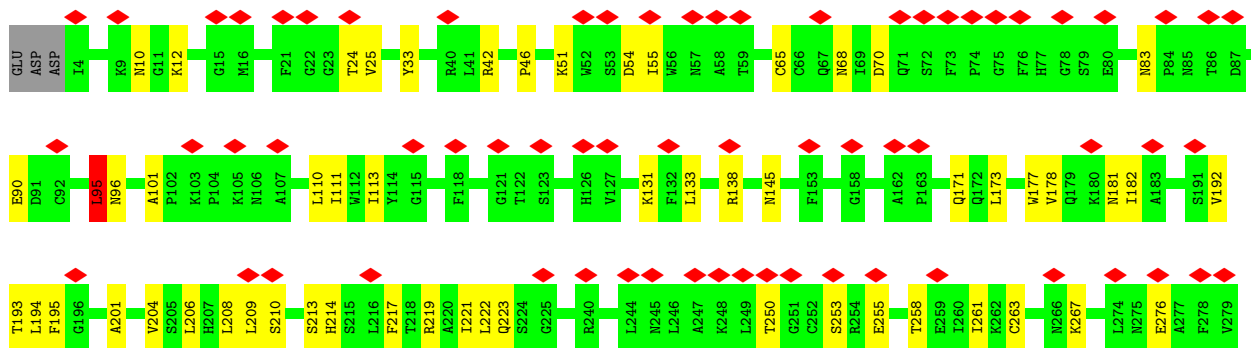 GLU ASP ASP I4 K9 N10 G11 K12 G15 M16 F21 G22 G23 T24 V25 Y33 R40 L41 R42 P46 K51 W52 S53 D54 I55 W56 N57 A58 T59 C65 C66 Q67 N68 I69 D70 Q71 S72 F73 P74 G75 F76 H77 G78 S79 E80 N83 P84 N85 T86 D87
E90 D91 C92 L95 N96 A101 P102 K103 P104 K105 N106 A107 L110 I111 W112 I113 Y114 G115 F118 G121 T122 S123 H126 V127 K131 F132 L133 R138 N145 F153 G158 A162 P163 Q171 Q172 L173 W177 V178 Q179 K180 N181 I182 A183 S191 V192
T193 L194 F195 G196 A201 V204 S205 L206 H207 L208 L209 S210 S213 H214 S215 L216 F217 T218 R219 A220 I221 L222 Q223 S224 G225 R240 L244 N245 L246 A247 K248 L249 T250 G251 C252 S253 R254 E255 T258 E259 I260 I261 K262 C263 N266 K267 L274 N275 E276 A277 F278 V279